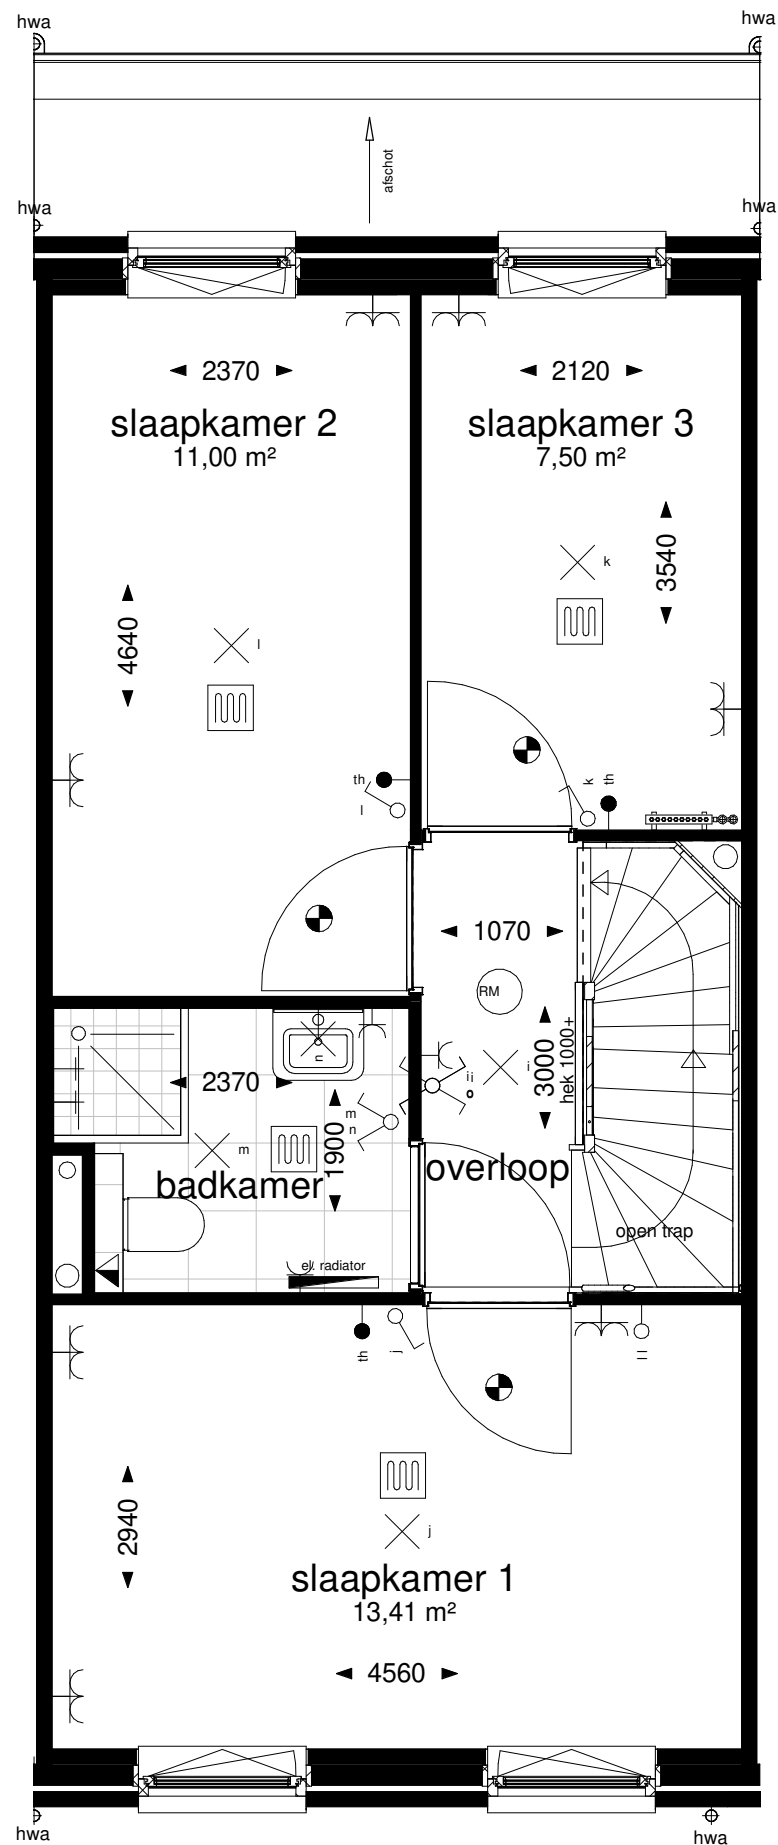 hwa
hwa
afschot
hwa
hwa
2370
2120
slaapkamer 2
11,00 m²
slaapkamer 3
7,50 m²
3540
k
4640
l
th
l
k
th
1070
RM
3000
hek 1000+
i
ii
o
n
2370
1900
m
n
m
badkamer
overloop
open trap
el. radiator
th
j
2940
j
slaapkamer 1
13,41 m²
4560
hwa
hwa